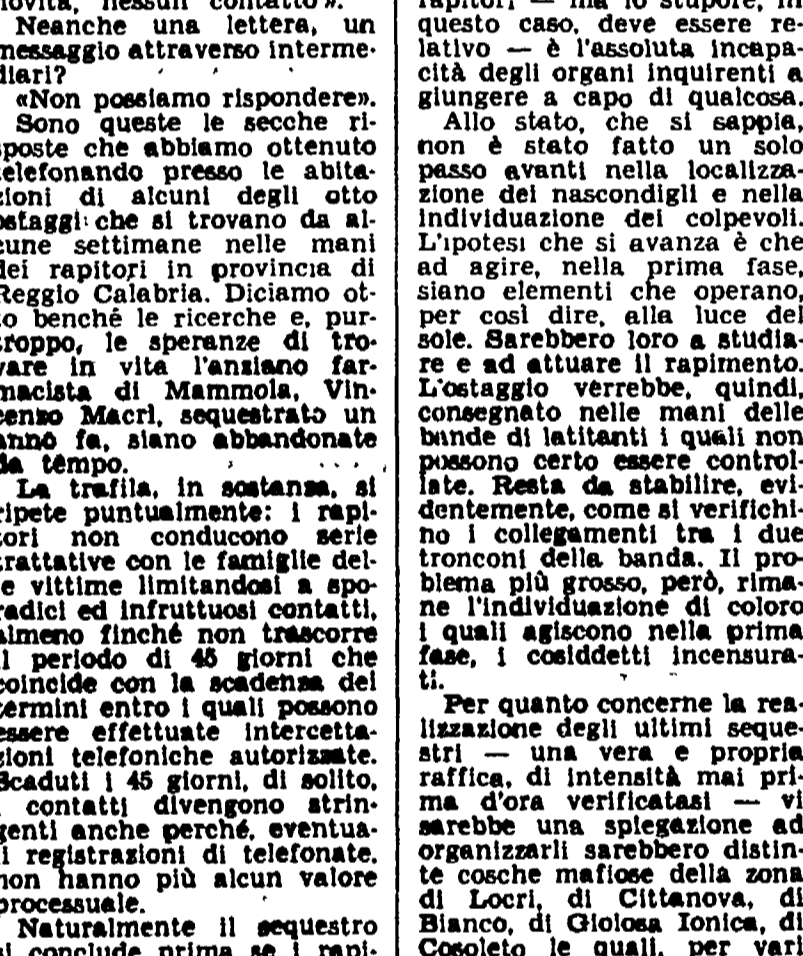 novità, nessun contatto».
Neanche una lettera, un
messaggio attraverso interme-
diari?
«Non possiamo rispondere».
Sono queste le secche ri-
sposte che abbiamo ottenuto
telefonando presso le abita-
zioni di alcuni degli otto
ostaggi che si trovano da al-
cune settimane nelle mani
dei rapitori in provincia di
Reggio Calabria. Diciamo ot-
to benché le ricerche e, pur-
troppo, le speranze di tro-
vare in vita l'anziano far-
macista di Mammola, Vin-
cenzo Macrì, sequestrato un
anno fa, siano abbandonate
da tempo.
La trafila, in sostanza, si
ripete puntualmente: i rapi-
tori non conducono serie
trattative con le famiglie del-
le vittime limitandosi a spo-
radici ed infruttuosi contatti,
almeno finché non trascorre
il periodo di 45 giorni che
coincide con la scadenza dei
termini entro i quali possono
essere effettuate intercetta-
zioni telefoniche autorizzate.
Scaduti i 45 giorni, di solito,
i contatti divengono strin-
genti anche perché, eventua-
li registrazioni di telefonate,
non hanno più alcun valore
processuale.
Naturalmente il sequestro
si conclude prima se i rapi-
rapitori — ma lo stupore, in
questo caso, deve essere re-
lativo — è l'assoluta incapa-
cità degli organi inquirenti a
giungere a capo di qualcosa.
Allo stato, che si sappia,
non è stato fatto un solo
passo avanti nella localizza-
zione dei nascondigli e nella
individuazione dei colpevoli.
L'ipotesi che si avanza è che
ad agire, nella prima fase,
siano elementi che operano,
per così dire, alla luce del
sole. Sarebbero loro a studia-
re e ad attuare il rapimento.
L'ostaggio verrebbe, quindi,
consegnato nelle mani delle
bande di latitanti i quali non
possono certo essere control-
late. Resta da stabilire, evi-
dentemente, come si verifichi-
no i collegamenti tra i due
tronconi della banda. Il pro-
blema più grosso, però, rima-
ne l'individuazione di coloro
i quali agiscono nella prima
fase, i cosiddetti incensura-
ti.
Per quanto concerne la rea-
lizzazione degli ultimi seque-
stri — una vera e propria
raffica, di intensità mai pri-
ma d'ora verificatasi — vi
sarebbe una spiegazione ad
organizzarli sarebbero distin-
te cosche mafiose della zona
di Locri, di Cittanova, di
Bianco, di Gioiosa Ionica, di
Cosoleto le quali, per vari